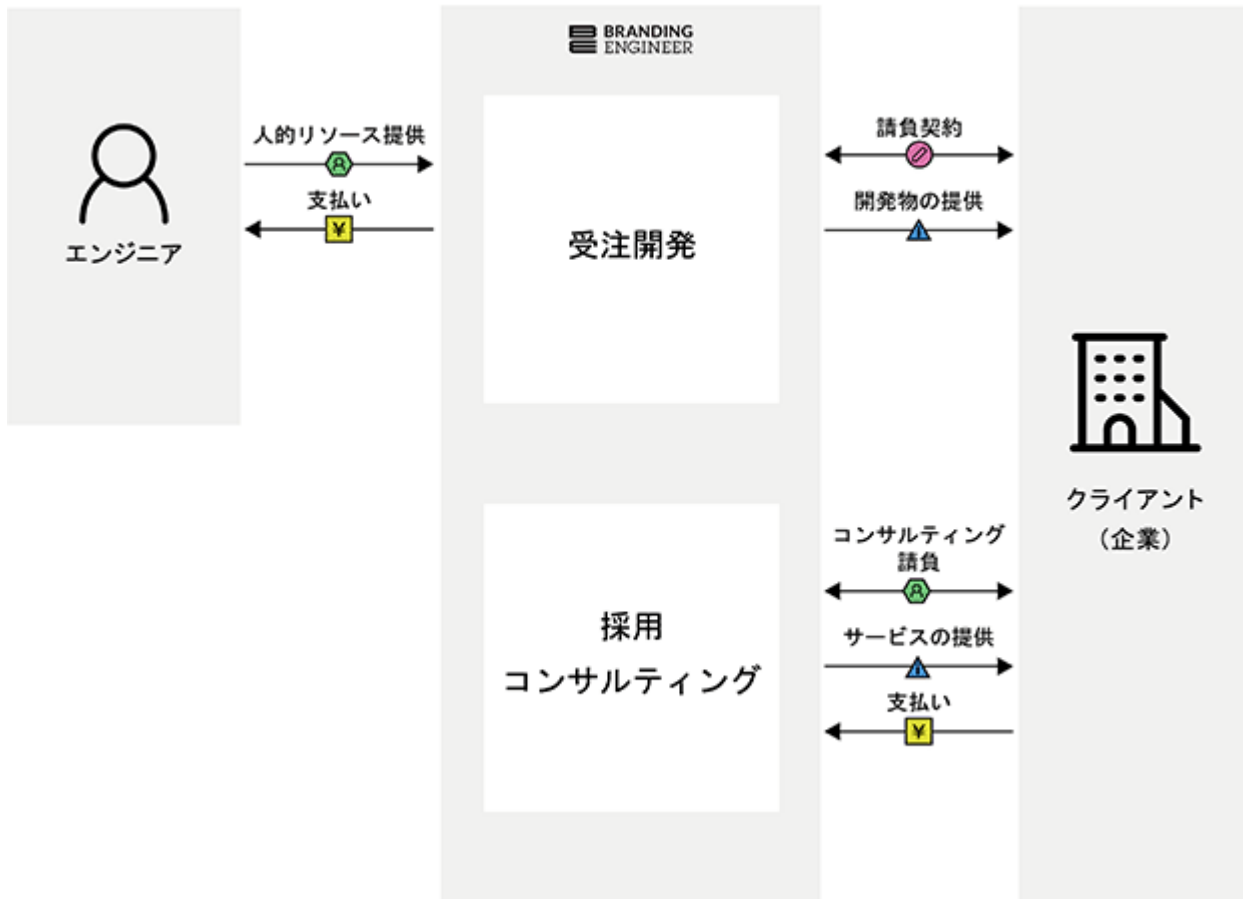 BRANDING
ENGINEER
人的リソース提供
支払い
¥
エンジニア
受注開発
請負契約
開発物の提供
クライアント
（企業）
採用
コンサルティング
コンサルティング
請負
サービスの提供
支払い
¥